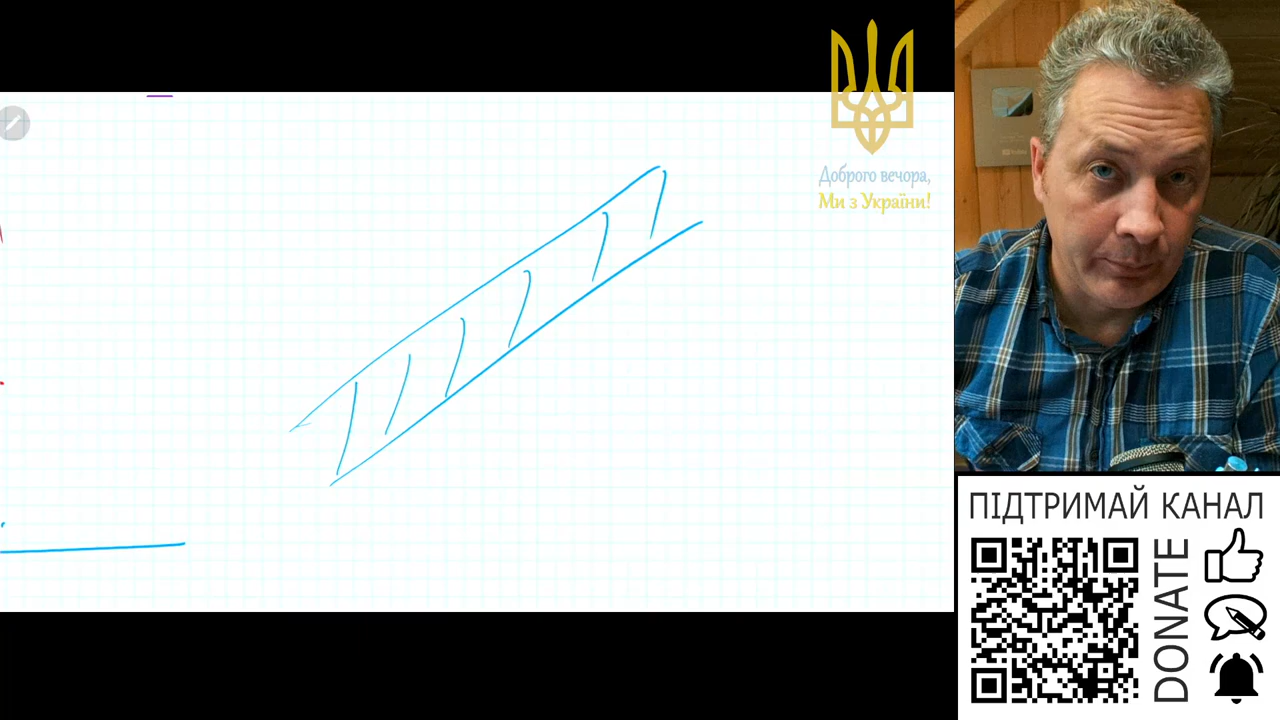 Доброго вечора,
Ми з України!
ПІДТРИМАЙ КАНАЛ
DONATE